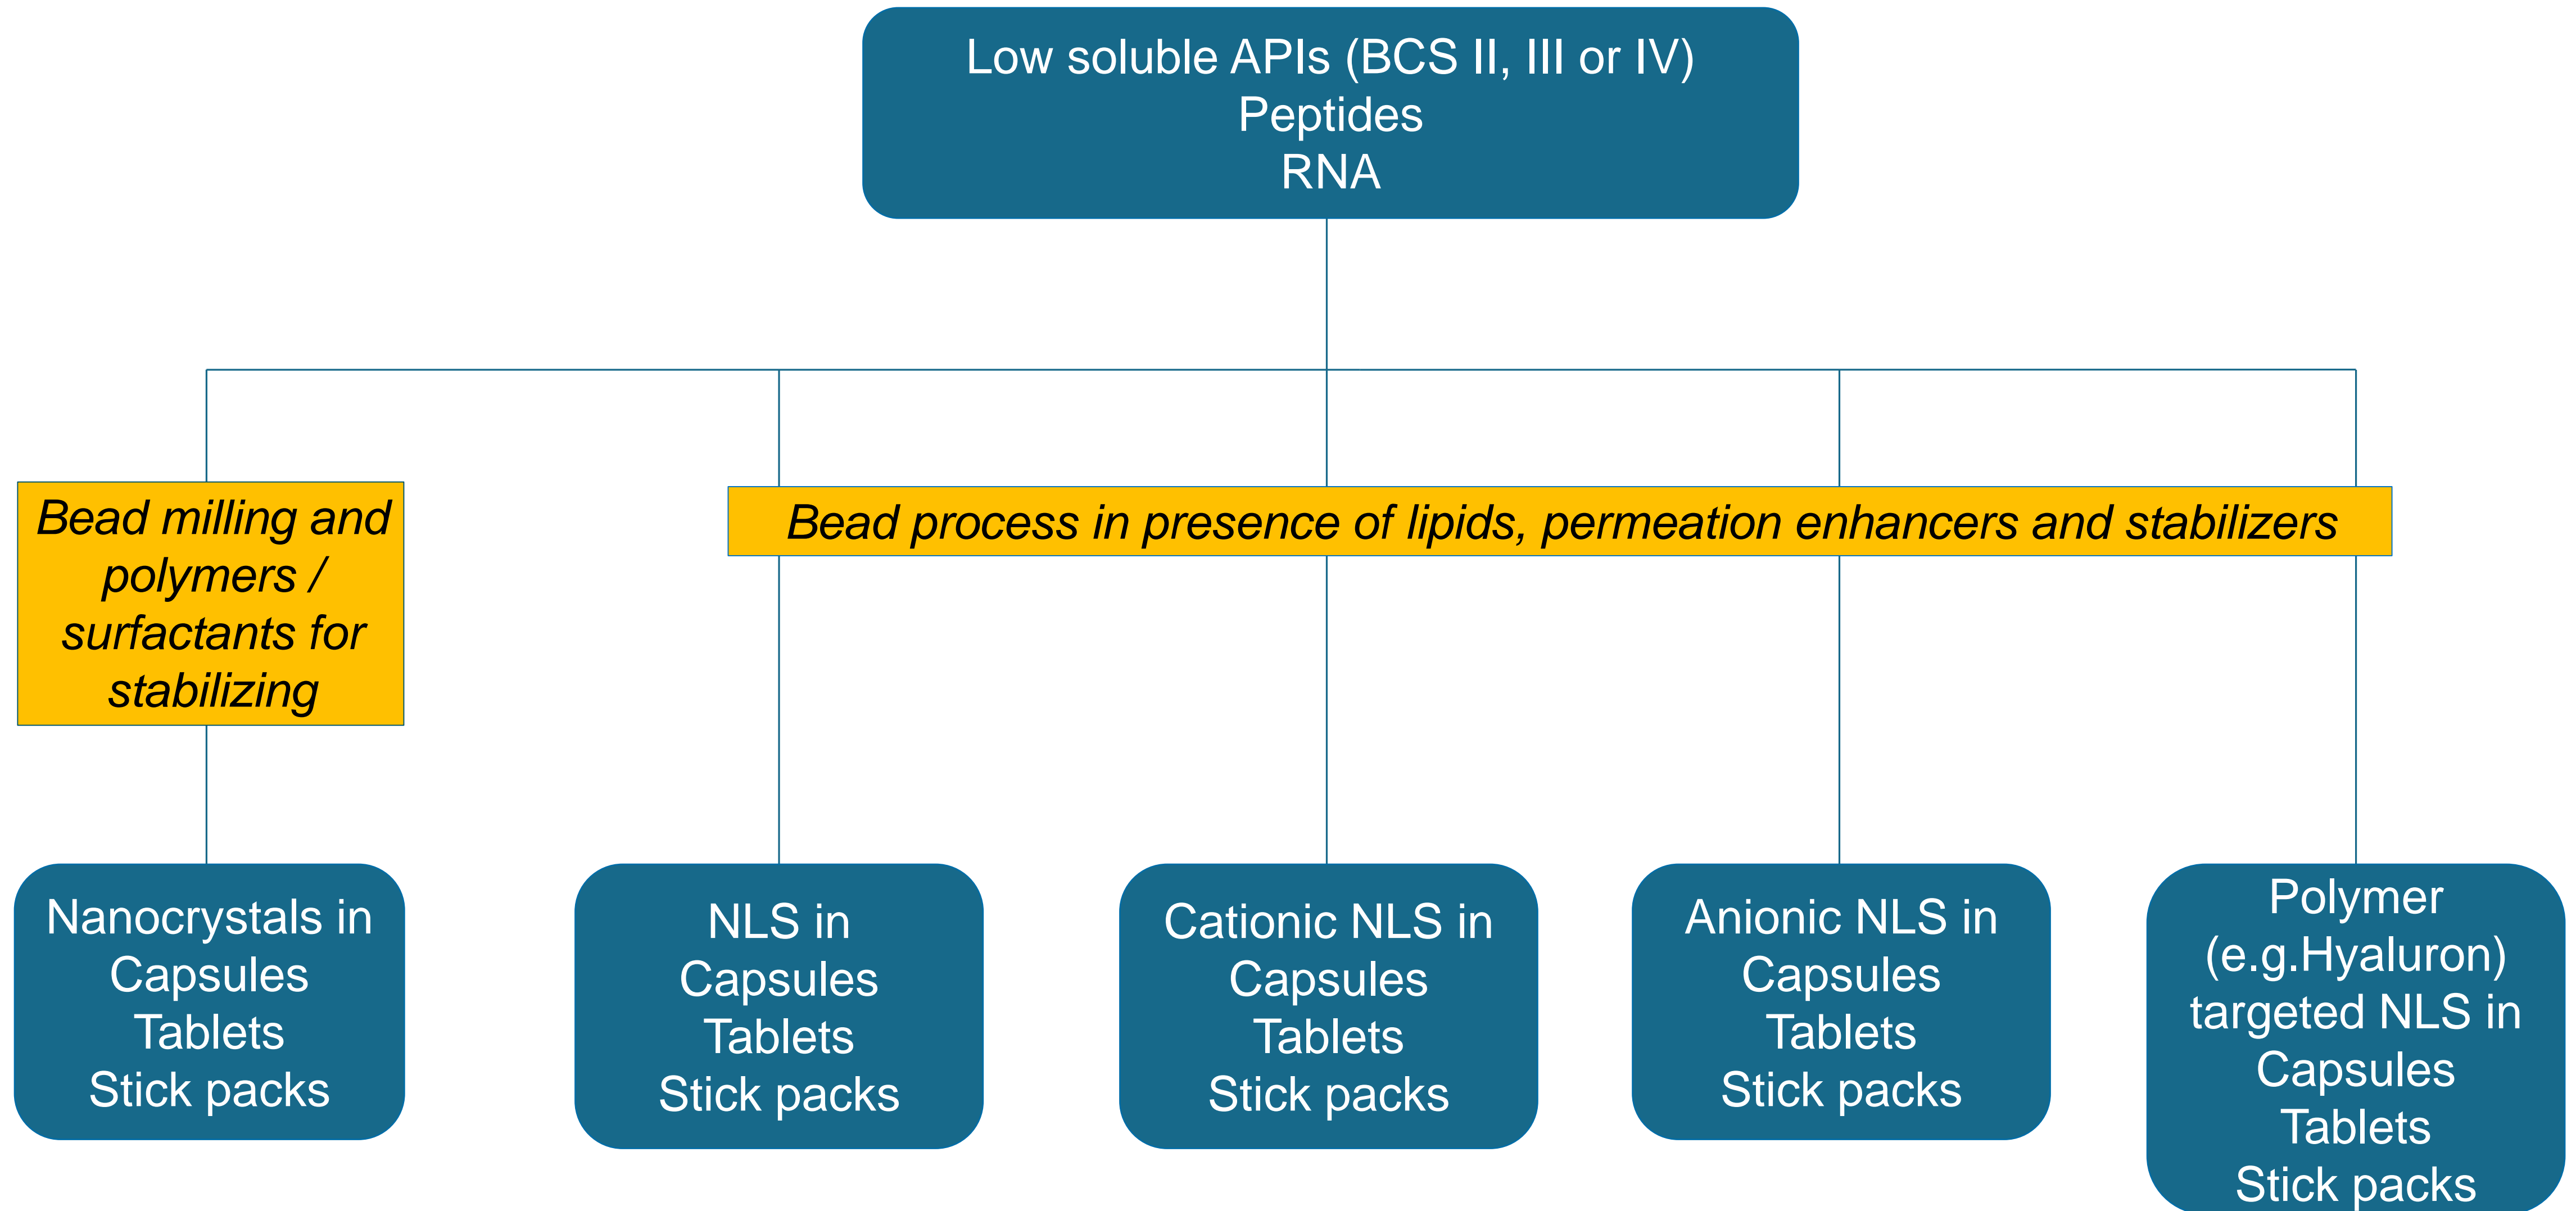 Low soluble APIs (BCS II, III or IV)
Peptides
RNA
Bead milling and
polymers /
surfactants for
stabilizing
Bead process in presence of lipids, permeation enhancers and stabilizers
Nanocrystals in
Capsules
Tablets
Stick packs
NLS in
Capsules
Tablets
Stick packs
Cationic NLS in
Capsules
Tablets
Stick packs
Anionic NLS in
Capsules
Tablets
Stick packs
Polymer
(e.g.Hyaluron)
targeted NLS in
Capsules
Tablets
Stick packs